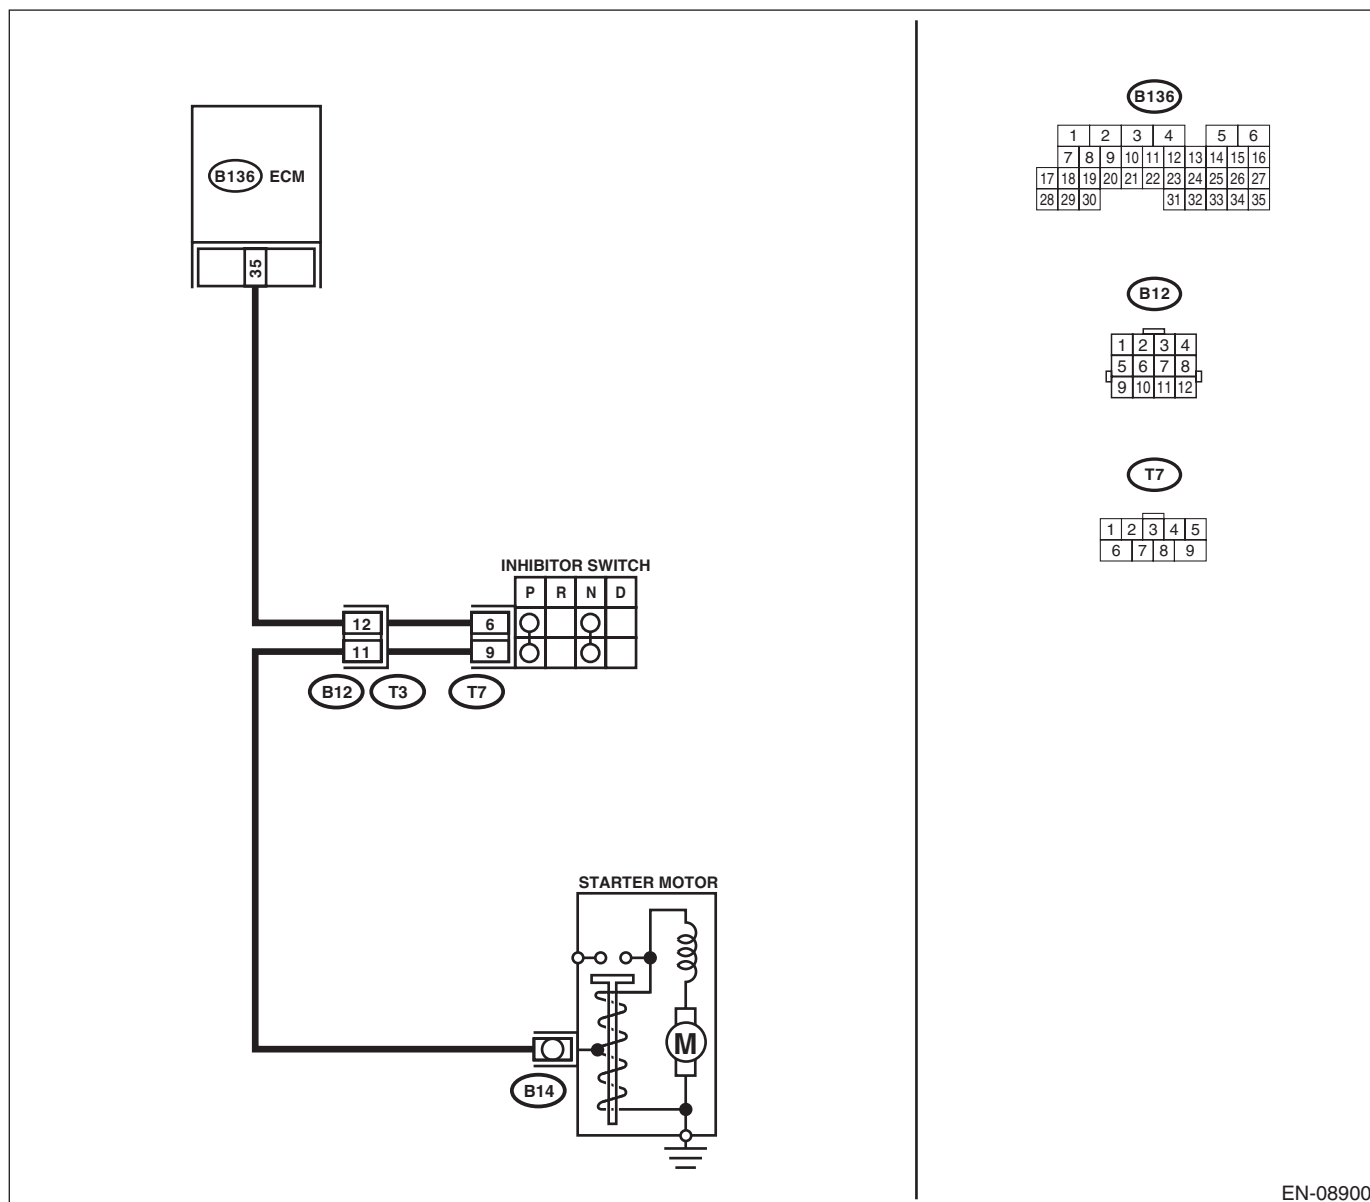 B136 ECM
35
INHIBITOR SWITCH
P R N D
12 6
11 9
B12 T3 T7
STARTER MOTOR
M
B14
B136
1 2 3 4 5 6
7 8 9 10 11 12 13 14 15 16
17 18 19 20 21 22 23 24 25 26 27
28 29 30 31 32 33 34 35
B12
1 2 3 4
5 6 7 8
9 10 11 12
T7
1 2 3 4 5
6 7 8 9
EN-08900